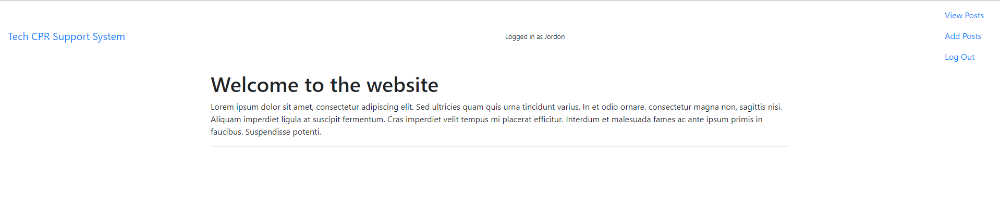 Tech CPR Support System
Logged in as Jordon
View Posts
Add Posts
Log Out
Welcome to the website
Lorem ipsum dolor sit amet, consectetur adipiscing elit. Sed ultricies quam quis urna tincidunt varius. In et odio ornare, consectetur magna non, sagittis nisi.
Aliquam imperdiet ligula at suscipit fermentum. Cras imperdiet velit tempus mi placerat efficitur. Interdum et malesuada fames ac ante ipsum primis in
faucibus. Suspendisse potenti.